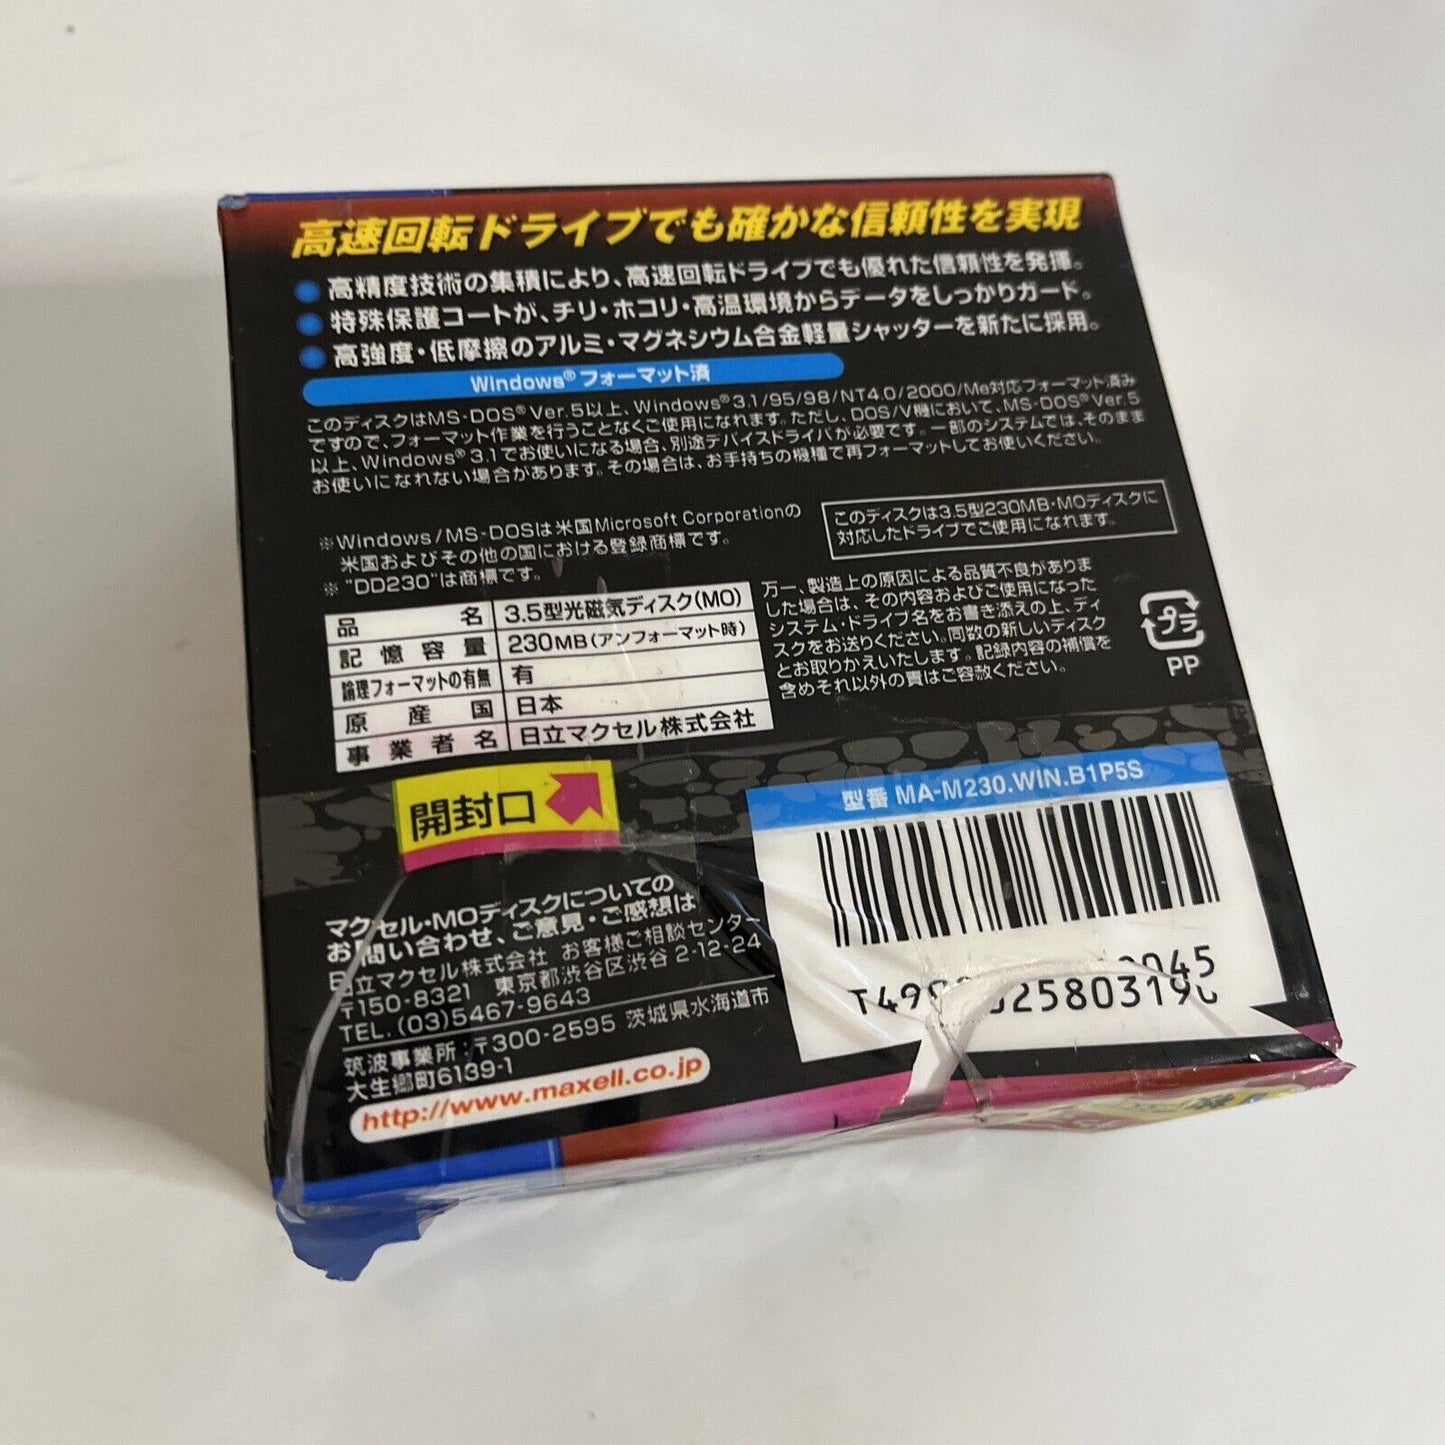 高速回転ドライブでも確かな信頼性を実現
高精度技術の集積により、高速回転ドライブでも優れた信頼性を発揮。
特殊保護コートが、チリ・ホコリ・高温環境からデータをしっかりガード。
高強度・低摩擦のアルミ・マグネシウム合金軽量シャッターを新たに採用。
Windows®フォーマット済
このディスクはMS-DOS® Ver.5以上、Windows® 3.1/95/98/NT4.0/2000/Me対応フォーマット済み
ですので、フォーマット作業を行うことなくご使用になれます。ただし、DOS/V機において、MS-DOS® Ver.5
以上、Windows® 3.1でお使いになる場合、別途デバイスドライバが必要です。一部のシステムでは、そのまま
お使いになれない場合があります。その場合は、お手持ちの機種で再フォーマットしてお使いください。
※Windows/MS-DOSは米国Microsoft Corporationの
米国およびその他の国における登録商標です。
※“DD230”は商標です。
このディスクは3.5型230MB・MOディスクに
対応したドライブでご使用になれます。
品名 3.5型光磁気ディスク(MO)
記憶容量 230MB(アンフォーマット時)
論理フォーマットの有無 有
原産国 日本
事業者名 日立マクセル株式会社
万一、製造上の原因による品質不良がありま
した場合は、その内容およびご使用になった
システム・ドライブ名をお書き添えの上、ディ
スクをお送りください。同数の新しいディスク
とお取りかえいたします。記録内容の補償を
含めそれ以外の責はご容赦ください。
プラ
PP
開封口
型番 MA-M230.WIN.B1P5S
0045
マクセル・MOディスクについての
お問い合わせ、ご意見・ご感想は
日立マクセル株式会社 お客様ご相談センター
〒150-8321 東京都渋谷区渋谷 2-12-24
TEL.(03)5467-9643
筑波事業所・〒300-2595 茨城県水海道市
大生郷町6139-1
http://www.maxell.co.jp